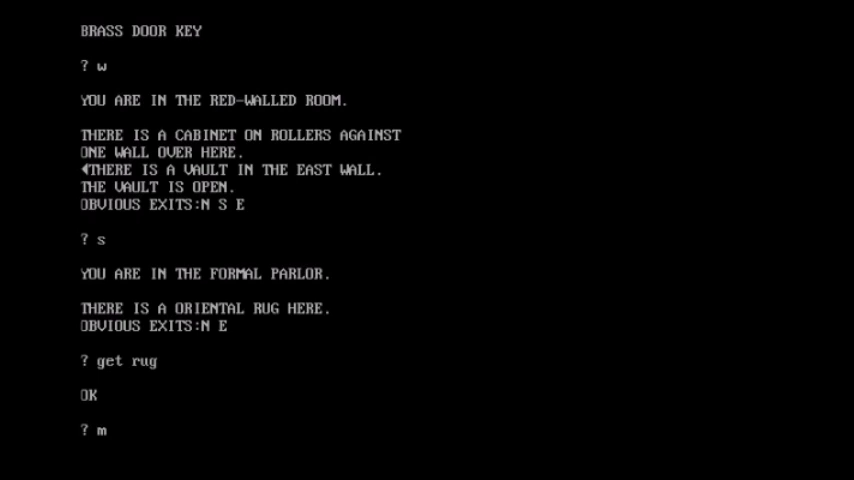 BRASS DOOR KEY
? w
YOU ARE IN THE RED-WALLED ROOM.
THERE IS A CABINET ON ROLLERS AGAINST
ONE WALL OVER HERE.
THERE IS A VAULT IN THE EAST WALL.
THE VAULT IS OPEN.
OBVIOUS EXITS:N S E
? s
YOU ARE IN THE FORMAL PARLOR.
THERE IS A ORIENTAL RUG HERE.
OBVIOUS EXITS:N E
? get rug
OK
? m